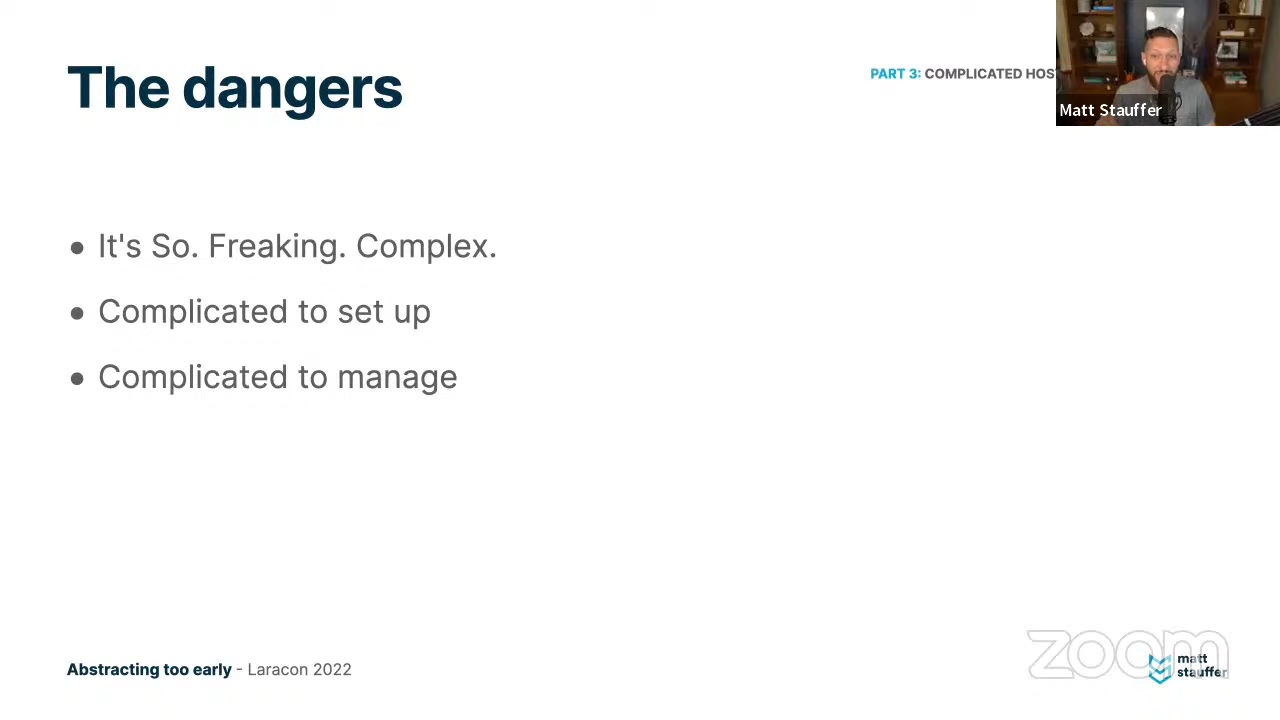 The dangers
PART 3: COMPLICATED HOS
Matt Stauffer
• It's So. Freaking. Complex.
• Complicated to set up
• Complicated to manage
Abstracting too early - Laracon 2022
zoom
matt
stauffer